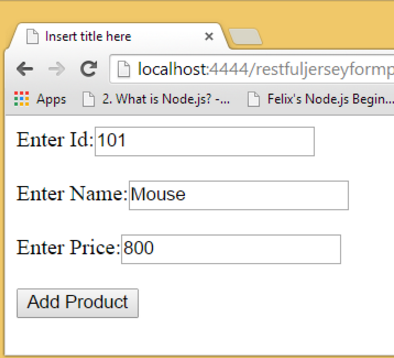 Insert title here
localhost:4444/restfuljerseyformp
Apps 2. What is Node.js? -... Felix's Node.js Begin...
Enter Id: 101
Enter Name: Mouse
Enter Price: 800
Add Product